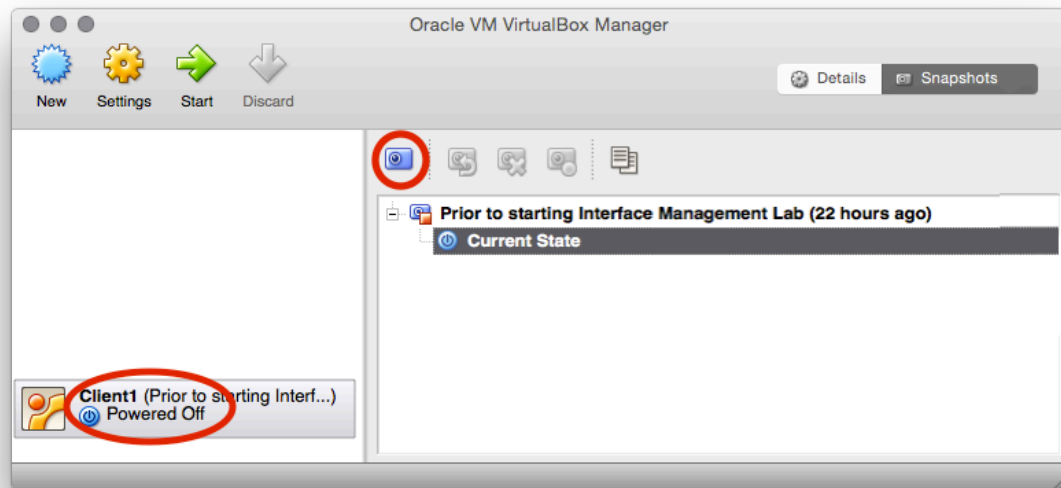 Oracle VM VirtualBox Manager
New
Settings
Start
Discard
Details
Snapshots
Prior to starting Interface Management Lab (22 hours ago)
Current State
Client1 (Prior to starting Interf...)
Powered Off